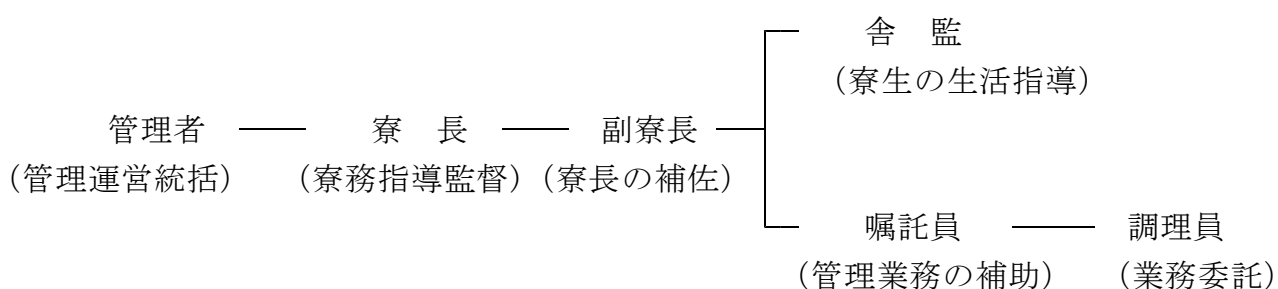 舎　監
（寮生の生活指導）
管理者　寮　長　副寮長
（管理運営統括）　（寮務指導監督）（寮長の補佐）
嘱託員　調理員
（管理業務の補助）　（業務委託）